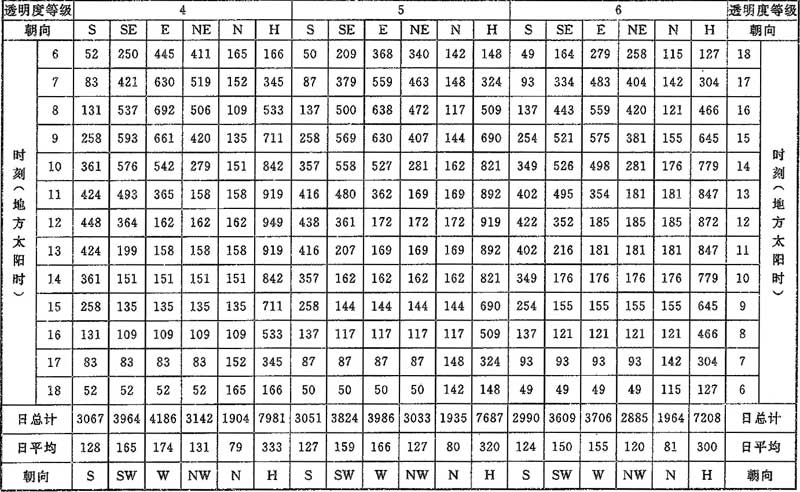 透明度等级 4 5 6 透明度等级
朝向 S SE E NE N H S SE E NE N H S SE E NE N H 朝向
时刻(地方太阳时) 时刻(地方太阳时)
6 52 250 445 411 165 166 50 209 368 340 142 148 49 164 279 258 115 127 18
7 83 421 630 519 152 345 87 379 559 463 148 324 93 334 483 404 142 304 17
8 131 537 692 506 109 533 137 500 638 472 117 509 137 443 559 420 121 466 16
9 258 593 661 420 135 711 258 569 630 407 144 690 254 521 575 381 155 645 15
10 361 576 542 279 151 842 357 558 527 281 162 821 349 526 498 281 176 779 14
11 424 493 365 158 158 919 416 480 362 169 169 892 402 495 354 181 181 847 13
12 448 364 162 162 162 949 438 361 172 172 172 919 422 352 185 185 185 872 12
13 424 199 158 158 158 919 416 207 169 169 169 892 402 216 181 181 181 847 11
14 361 151 151 151 151 842 357 162 162 162 162 821 349 176 176 176 176 779 10
15 258 135 135 135 135 711 258 144 144 144 144 690 254 155 155 155 155 645 9
16 131 109 109 109 109 533 137 117 117 117 117 509 137 121 121 121 121 466 8
17 83 83 83 83 152 345 87 87 87 87 148 324 93 93 93 93 142 304 7
18 52 52 52 52 165 166 50 50 50 50 142 148 49 49 49 49 115 127 6
日总计 3067 3964 4186 3142 1904 7981 3051 3824 3986 3033 1935 7687 2990 3609 3706 2885 1964 7208 日总计
日平均 128 165 174 131 79 333 127 159 166 127 80 320 124 150 155 120 81 300 日平均
朝向 S SW W NW N H S SW W NW N H S SW W NW N H 朝向